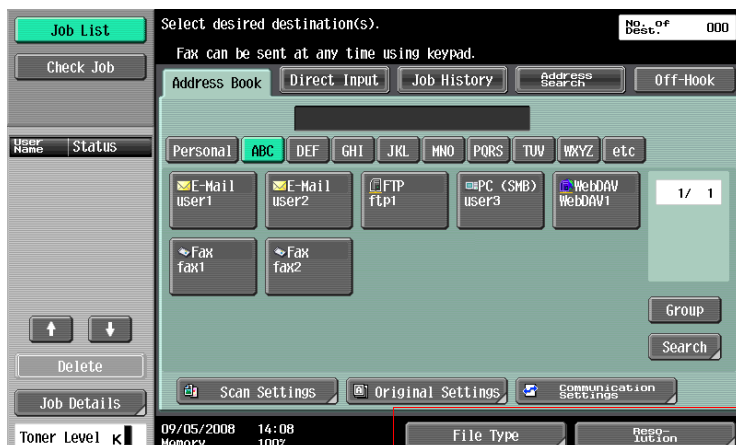 Job List
Check Job
User Name Status
Delete
Job Details
Toner Level K
Select desired destination(s).
Fax can be sent at any time using keypad.
No. of Dest. 000
Address Book Direct Input Job History Address Search Off-Hook
Personal ABC DEF GHI JKL MNO PQRS TUV WXYZ etc
E-Mail E-Mail FTP PC (SMB) WebDAV
user1 user2 ftp1 user3 WebDAV1
1/ 1
Fax Fax
fax1 fax2
Group
Search
Scan Settings Original Settings Communication Settings
09/05/2008 14:08
Memory 100%
File Type Reso-lution